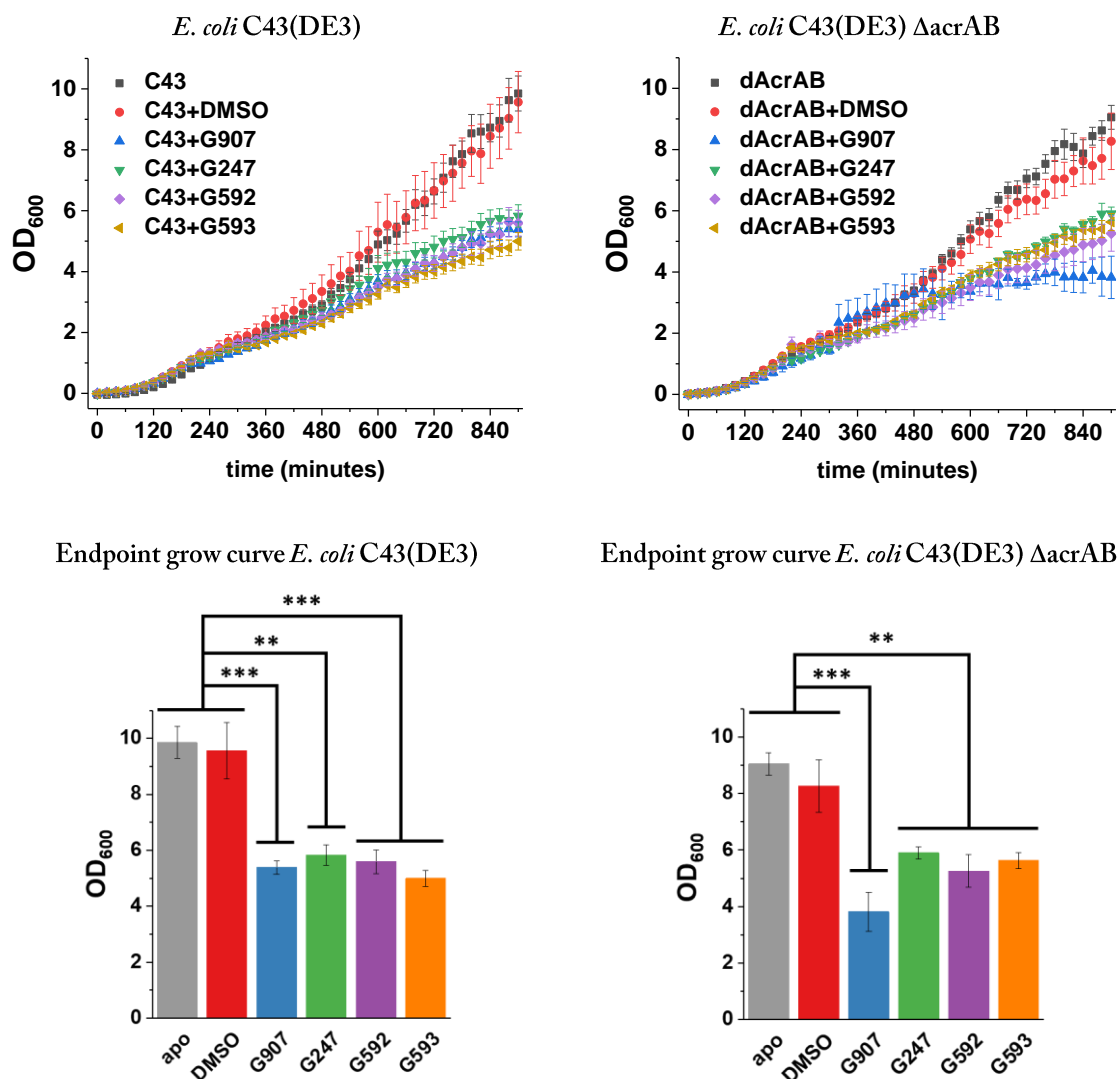 E. coli C43(DE3)
E. coli C43(DE3) ΔacrAB
10
8
6
4
2
0
OD600
C43
C43+DMSO
C43+G907
C43+G247
C43+G592
C43+G593
0 120 240 360 480 600 720 840
time (minutes)
10
8
6
4
2
0
OD600
dAcrAB
dAcrAB+DMSO
dAcrAB+G907
dAcrAB+G247
dAcrAB+G592
dAcrAB+G593
0 120 240 360 480 600 720 840
time (minutes)
Endpoint grow curve E. coli C43(DE3)
Endpoint grow curve E. coli C43(DE3) ΔacrAB
***
**
***
10
8
6
4
2
0
OD600
apo DMSO G907 G247 G592 G593
**
***
10
8
6
4
2
0
OD600
apo DMSO G907 G247 G592 G593